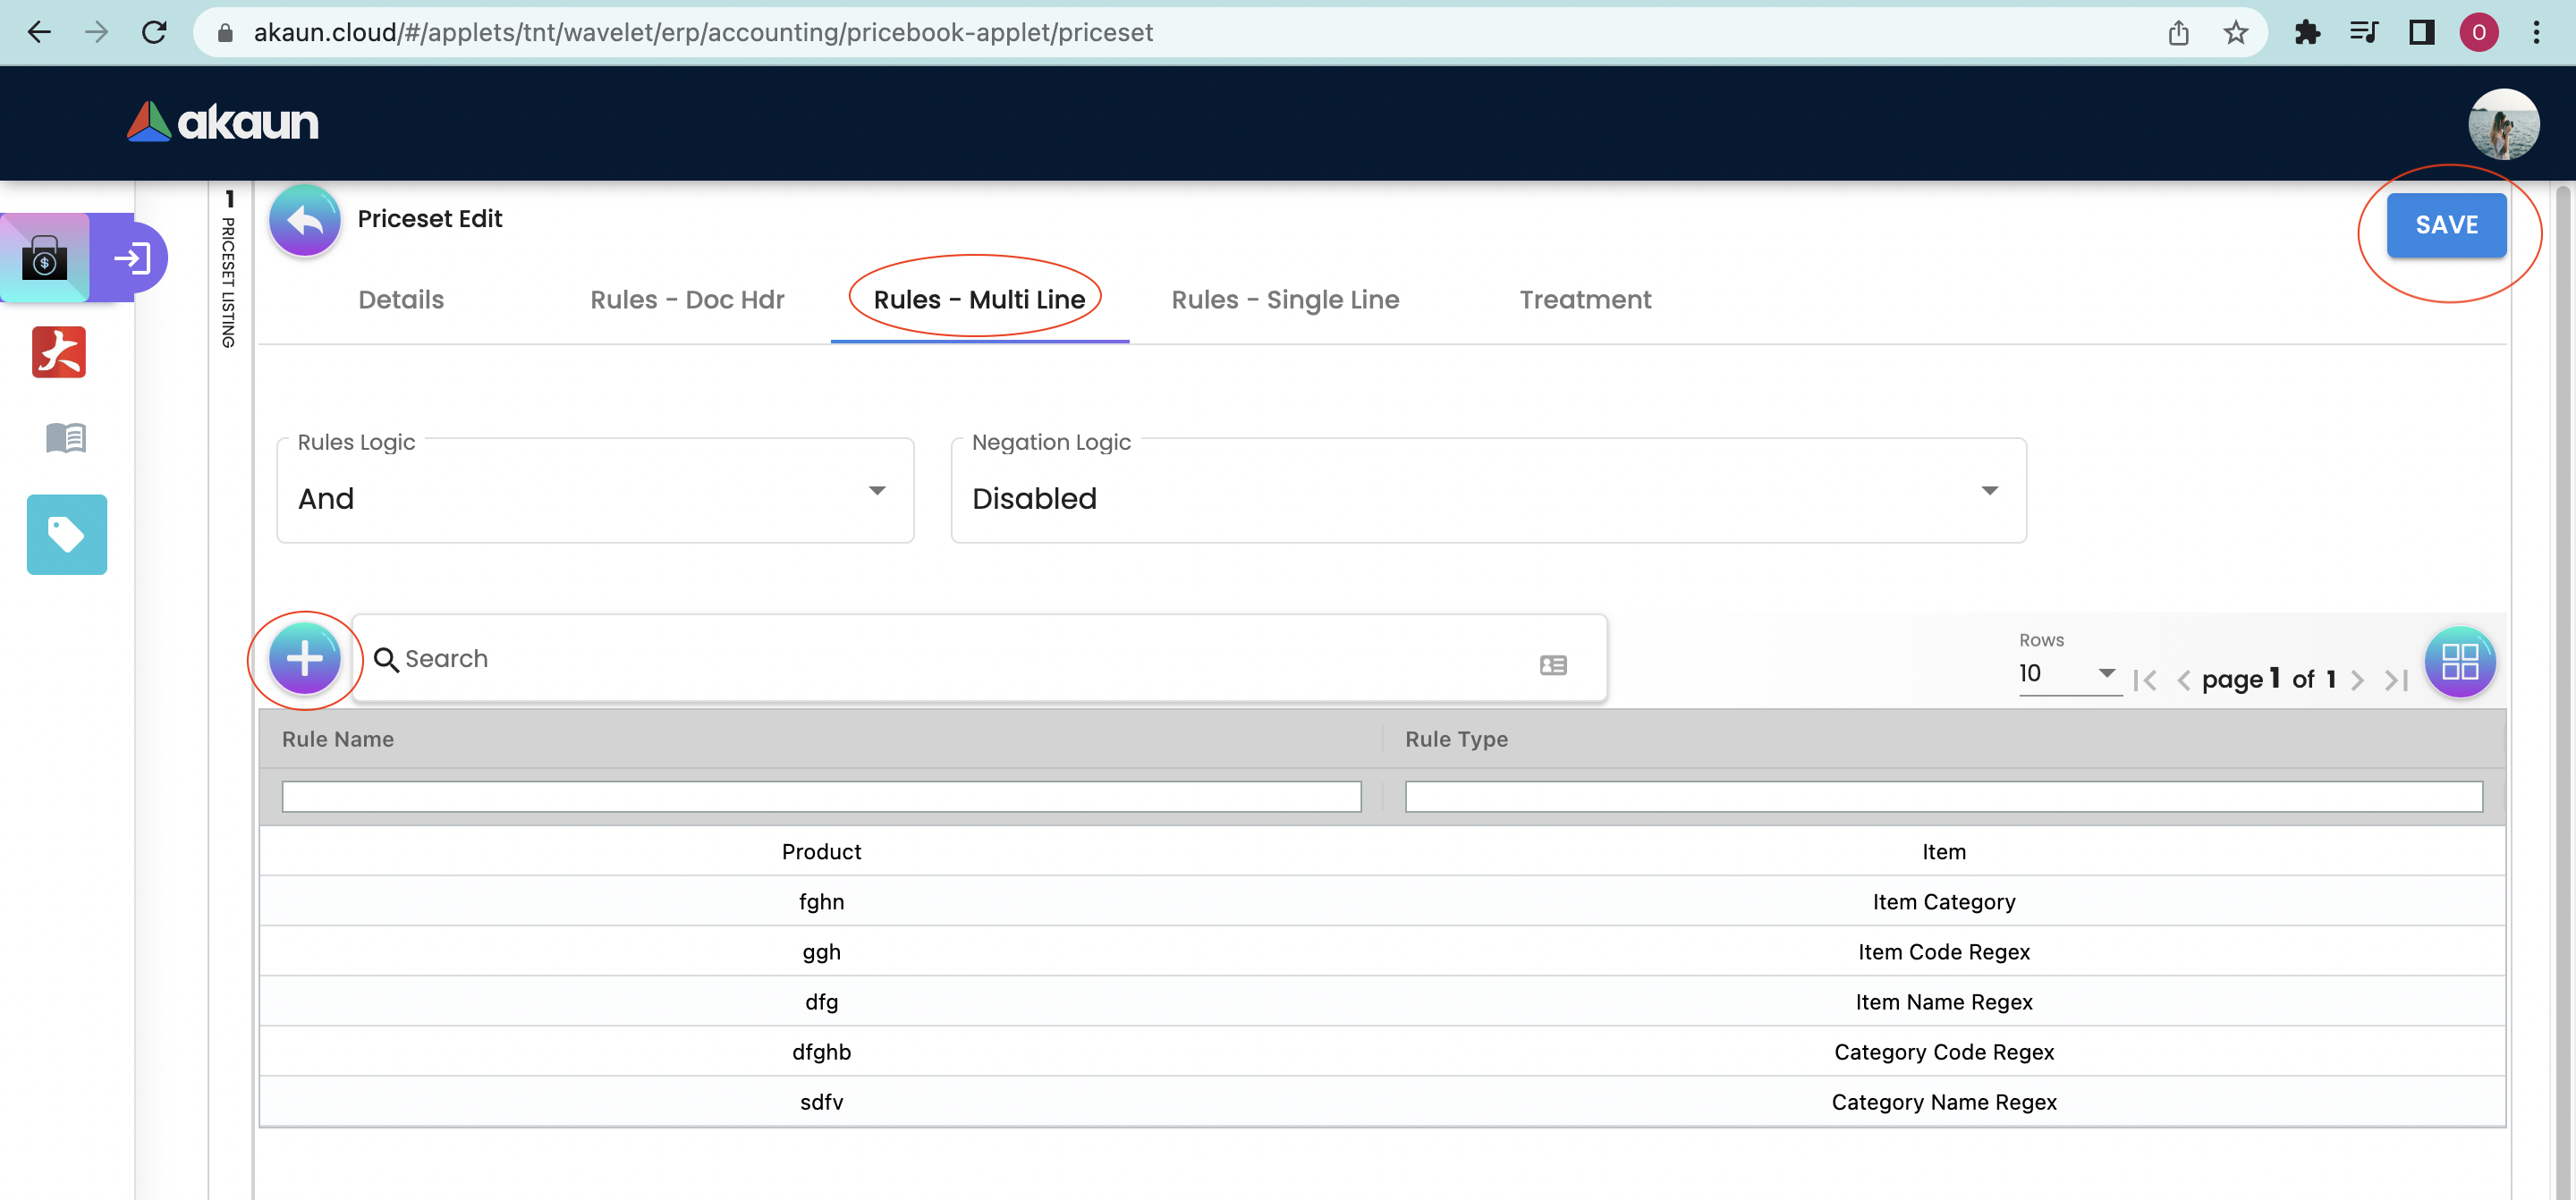 akaun.cloud/#/applets/tnt/wavelet/erp/accounting/pricebook-applet/priceset
O
akaun
1 PRICESET LISTING
Priceset Edit
SAVE
Details Rules - Doc Hdr Rules - Multi Line Rules - Single Line Treatment
Rules Logic
And
Negation Logic
Disabled
Search
Rows
10
page 1 of 1
Rule Name Rule Type
Product Item
fghn Item Category
ggh Item Code Regex
dfg Item Name Regex
dfghb Category Code Regex
sdfv Category Name Regex